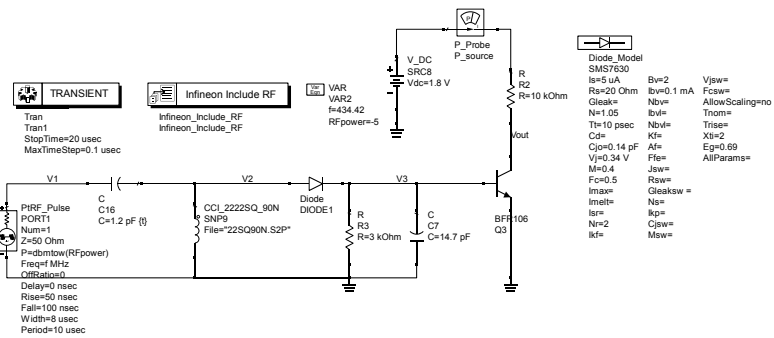 P_Probe
P_source
V_DC
SRC8
Vdc=1.8 V
R
R2
R=10 kOhm
Vout
TRANSIENT
Tran
Tran1
StopTime=20 usec
MaxTimeStep=0.1 usec
Infineon Include RF
Infineon_Include_RF
Infineon_Include_RF
Var
Eqn
VAR
VAR2
f=434.42
RFpower=-5
V1
V2
V3
PtRF_Pulse
PORT1
Num=1
Z=50 Ohm
P=dbmtow(RFpower)
Freq=f MHz
OffRatio=0
Delay=0 nsec
Rise=50 nsec
Fall=100 nsec
Width=8 usec
Period=10 usec
C
C16
C=1.2 pF {t}
CCI_2222SQ_90N
SNP9
File="22SQ90N.S2P"
Diode
DIODE1
R
R3
R=3 kOhm
C
C7
C=14.7 pF
BFR106
Q3
Diode_Model
SMS7630
Is=5 uA
Rs=20 Ohm
Gleak=
N=1.05
Tt=10 psec
Cd=
Cjo=0.14 pF
Vj=0.34 V
M=0.4
Fc=0.5
Imax=
Imelt=
Isr=
Nr=2
Ikf=
Bv=2
Ibv=0.1 mA
Nbv=
Ibvl=
Nbvl=
Kf=
Af=
Ffe=
Jsw=
Rsw=
Gleaksw =
Ns=
Ikp=
Cjsw=
Msw=
Vjsw=
Fcsw=
AllowScaling=no
Tnom=
Trise=
Xti=2
Eg=0.69
AllParams=